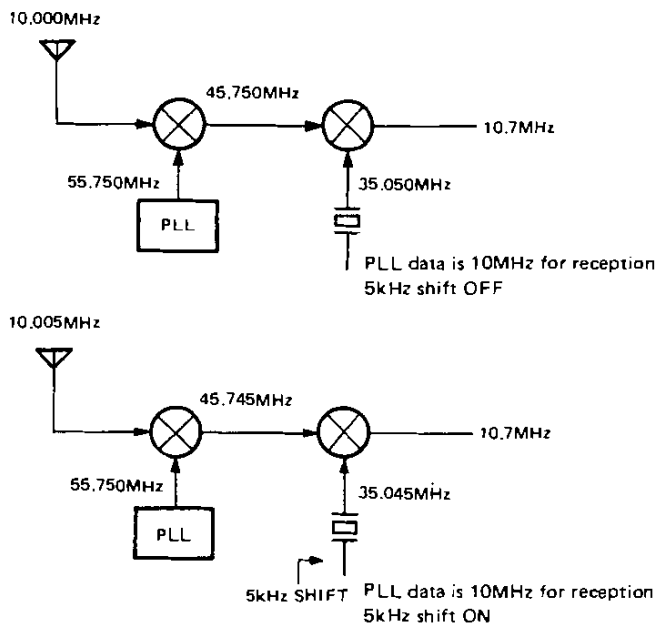 10.000MHz
45.750MHz
10.7MHz
55.750MHz
35.050MHz
PLL
PLL data is 10MHz for reception
5kHz shift OFF
10.005MHz
45.745MHz
10.7MHz
55.750MHz
35.045MHz
PLL
5kHz SHIFT
PLL data is 10MHz for reception
5kHz shift ON